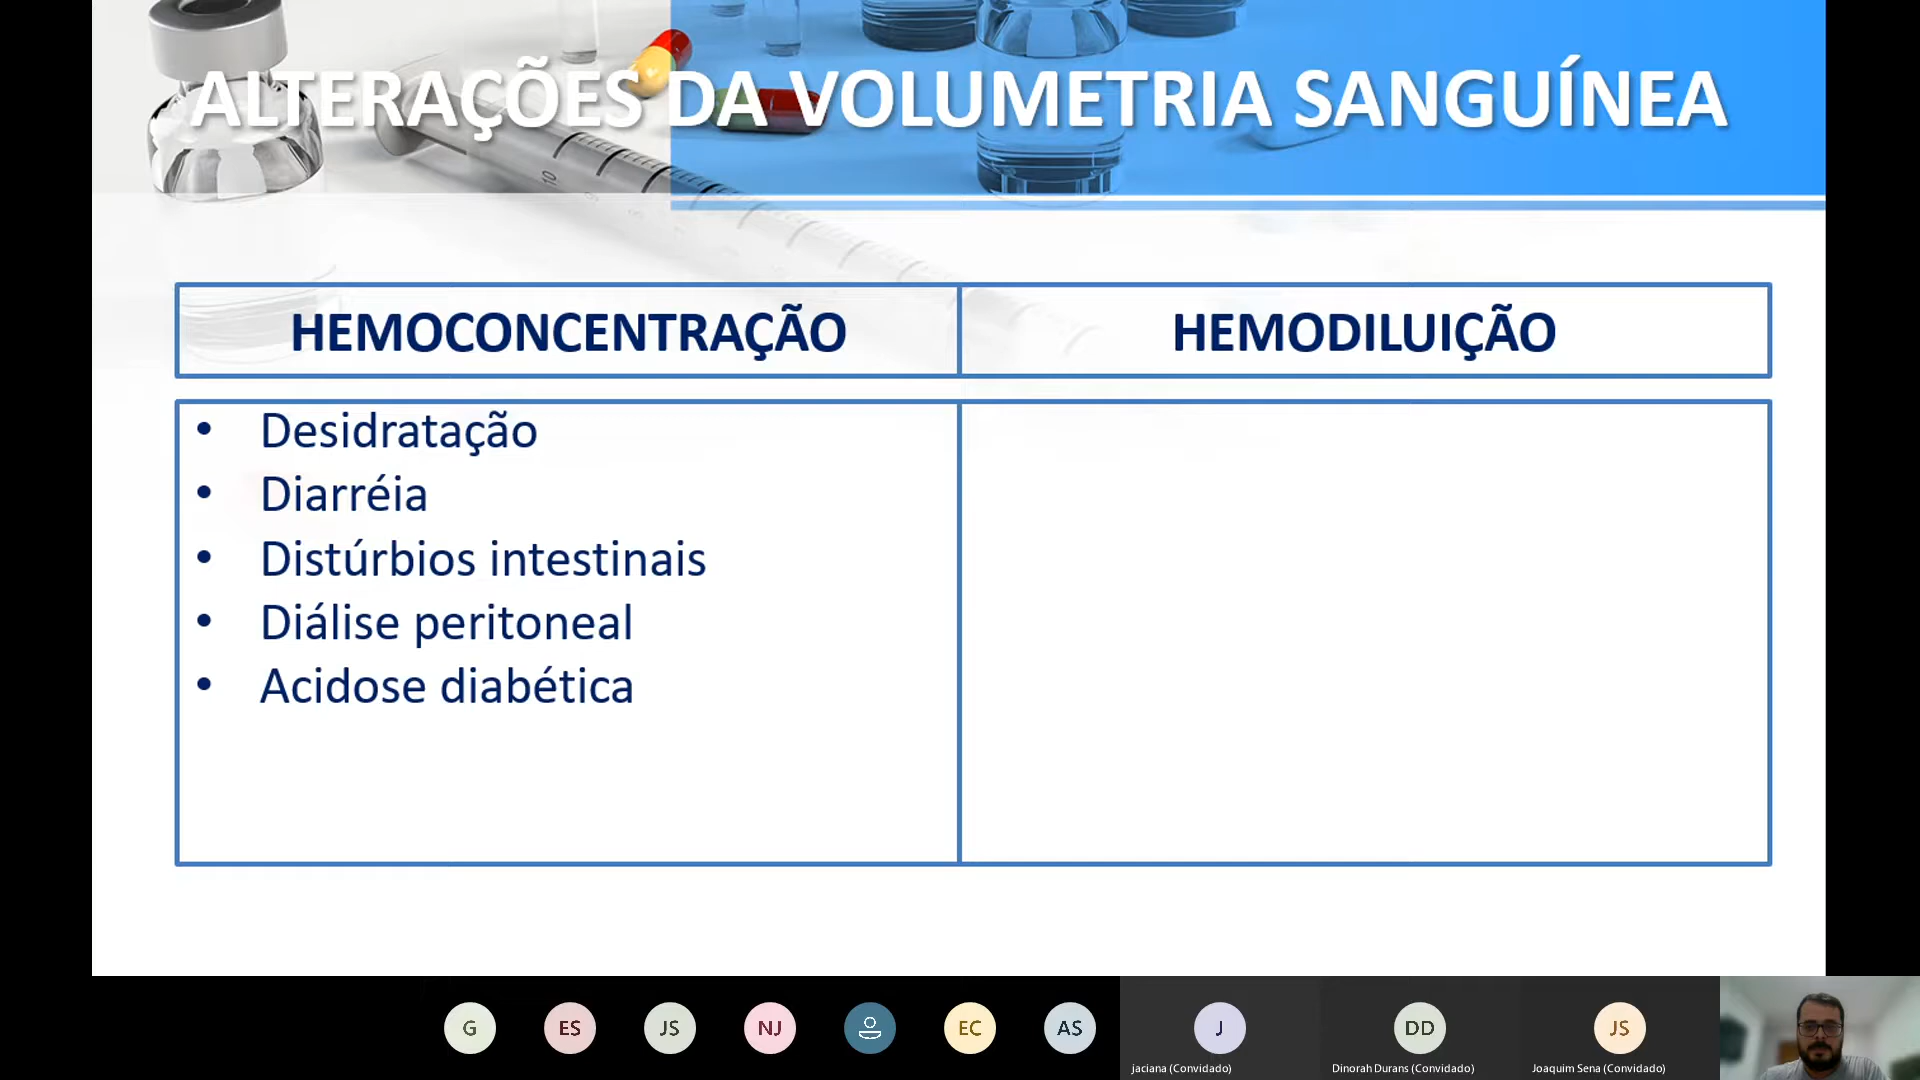 ALTERAÇÕES DA VOLUMETRIA SANGUÍNEA
10
HEMOCONCENTRAÇÃO
HEMODILUIÇÃO
• Desidratação
• Diarréia
• Distúrbios intestinais
• Diálise peritoneal
• Acidose diabética
G
ES
JS
NJ
EC
AS
J
DD
JS
jaciana (Convidado)
Dinorah Durans (Convidado)
Joaquim Sena (Convidado)